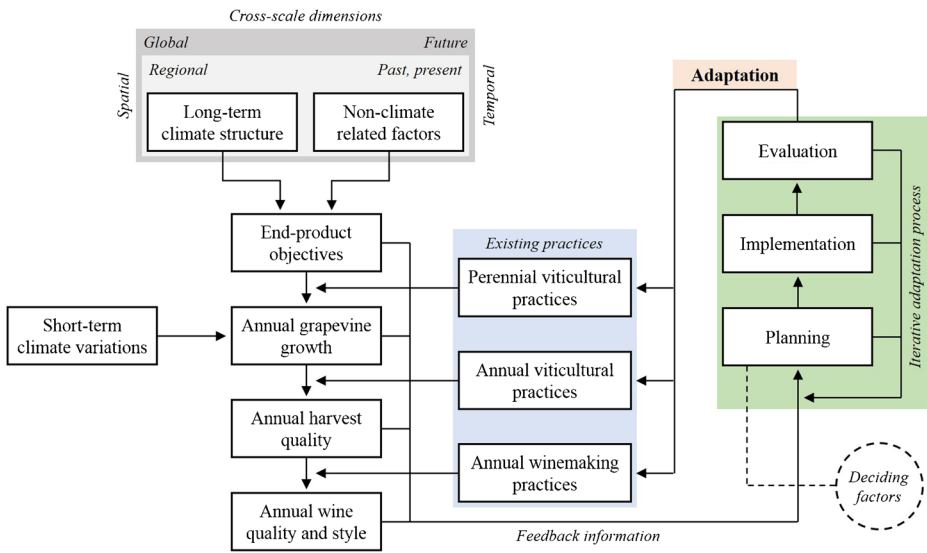 Cross-scale dimensions
Global
Future
Regional
Past, present
Spatial
Temporal
Long-term
climate structure
Non-climate
related factors
Adaptation
Evaluation
End-product
objectives
Existing practices
Implementation
Iterative adaptation process
Perennial viticultural
practices
Short-term
climate variations
Annual grapevine
growth
Planning
Annual viticultural
practices
Annual harvest
quality
Annual winemaking
practices
Deciding
factors
Annual wine
quality and style
Feedback information